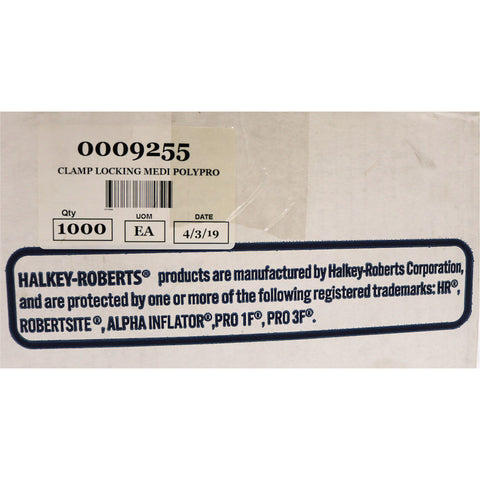 0009255
CLAMP LOCKING MEDI POLYPRO
Qty UOM DATE
1000 EA 4/3/19
HALKEY-ROBERTS® products are manufactured by Halkey-Roberts Corporation,
and are protected by one or more of the following registered trademarks: HR®,
ROBERTSITE®, ALPHA INFLATOR®,PRO 1F®, PRO 3F®.